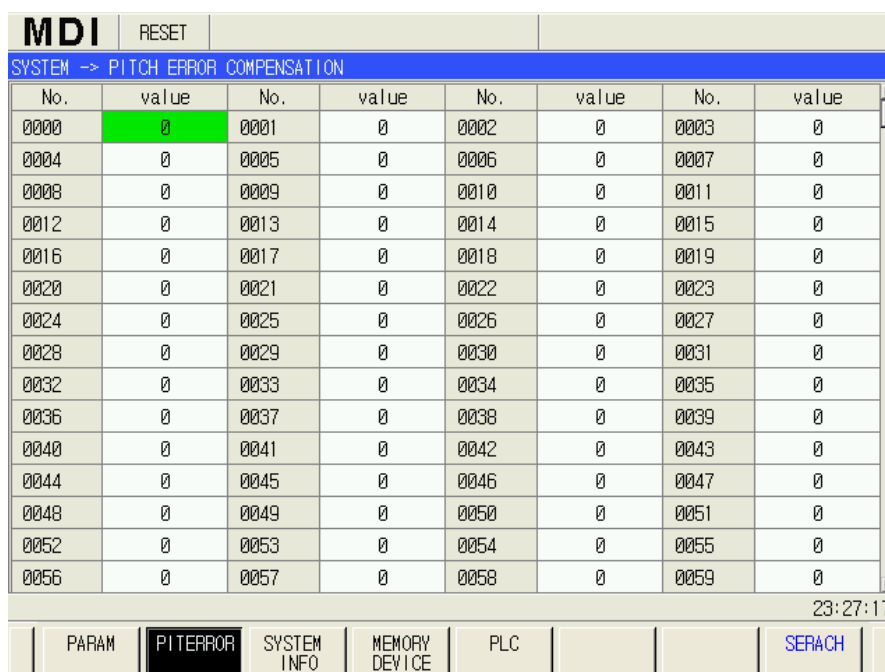 MDI RESET
SYSTEM -> PITCH ERROR COMPENSATION
No. value No. value No. value No. value
0000 0 0001 0 0002 0 0003 0
0004 0 0005 0 0006 0 0007 0
0008 0 0009 0 0010 0 0011 0
0012 0 0013 0 0014 0 0015 0
0016 0 0017 0 0018 0 0019 0
0020 0 0021 0 0022 0 0023 0
0024 0 0025 0 0026 0 0027 0
0028 0 0029 0 0030 0 0031 0
0032 0 0033 0 0034 0 0035 0
0036 0 0037 0 0038 0 0039 0
0040 0 0041 0 0042 0 0043 0
0044 0 0045 0 0046 0 0047 0
0048 0 0049 0 0050 0 0051 0
0052 0 0053 0 0054 0 0055 0
0056 0 0057 0 0058 0 0059 0
23:27:17
PARAM PITERROR SYSTEM INFO MEMORY DEVICE PLC SERACH